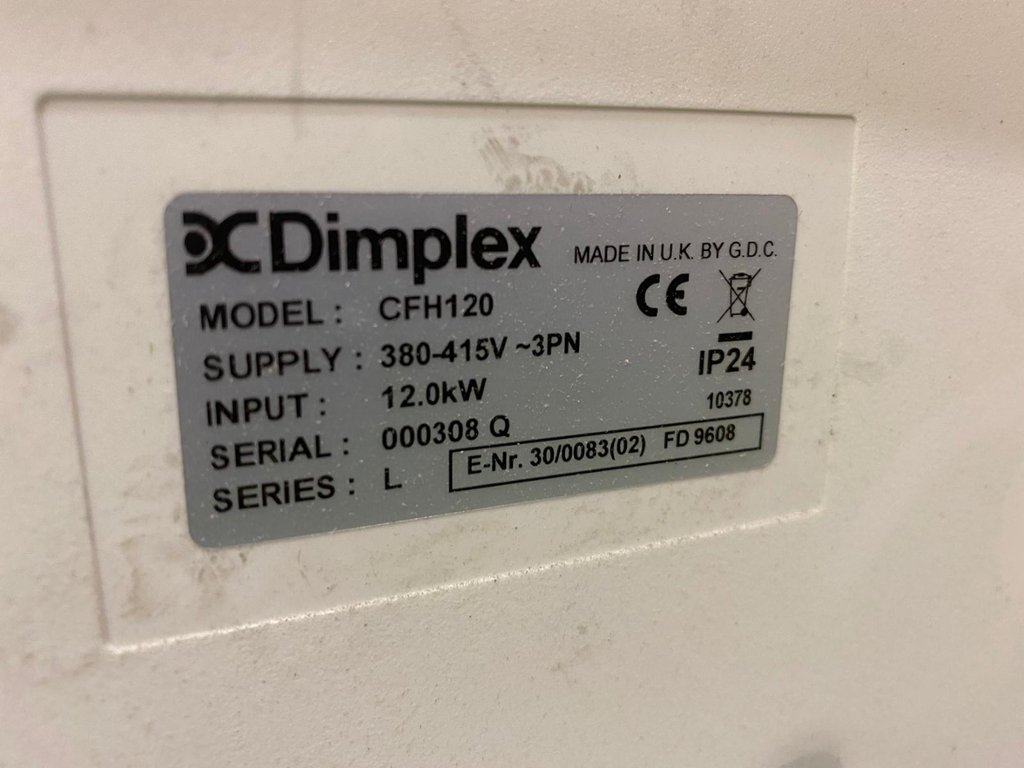 Dimplex
MADE IN U.K. BY G.D.C.
MODEL : CFH120
CE
SUPPLY : 380-415V ~3PN
IP24
INPUT : 12.0kW
10378
SERIAL : 000308 Q
SERIES : L
E-Nr. 30/0083(02) FD 9608